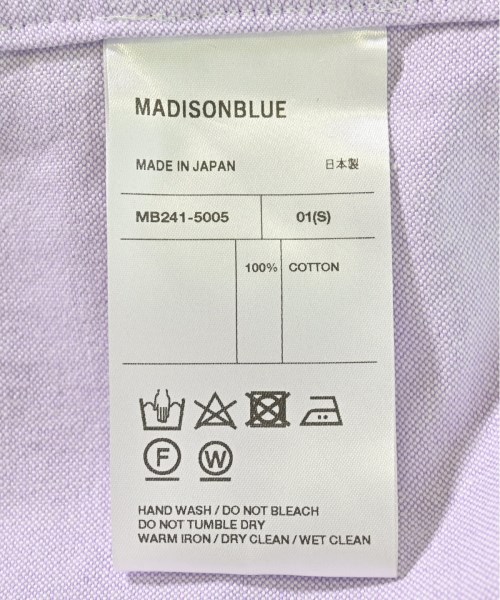 MADISONBLUE
MADE IN JAPAN 日本製
MB241-5005 01(S)
100% COTTON
F W
HAND WASH / DO NOT BLEACH
DO NOT TUMBLE DRY
WARM IRON / DRY CLEAN / WET CLEAN